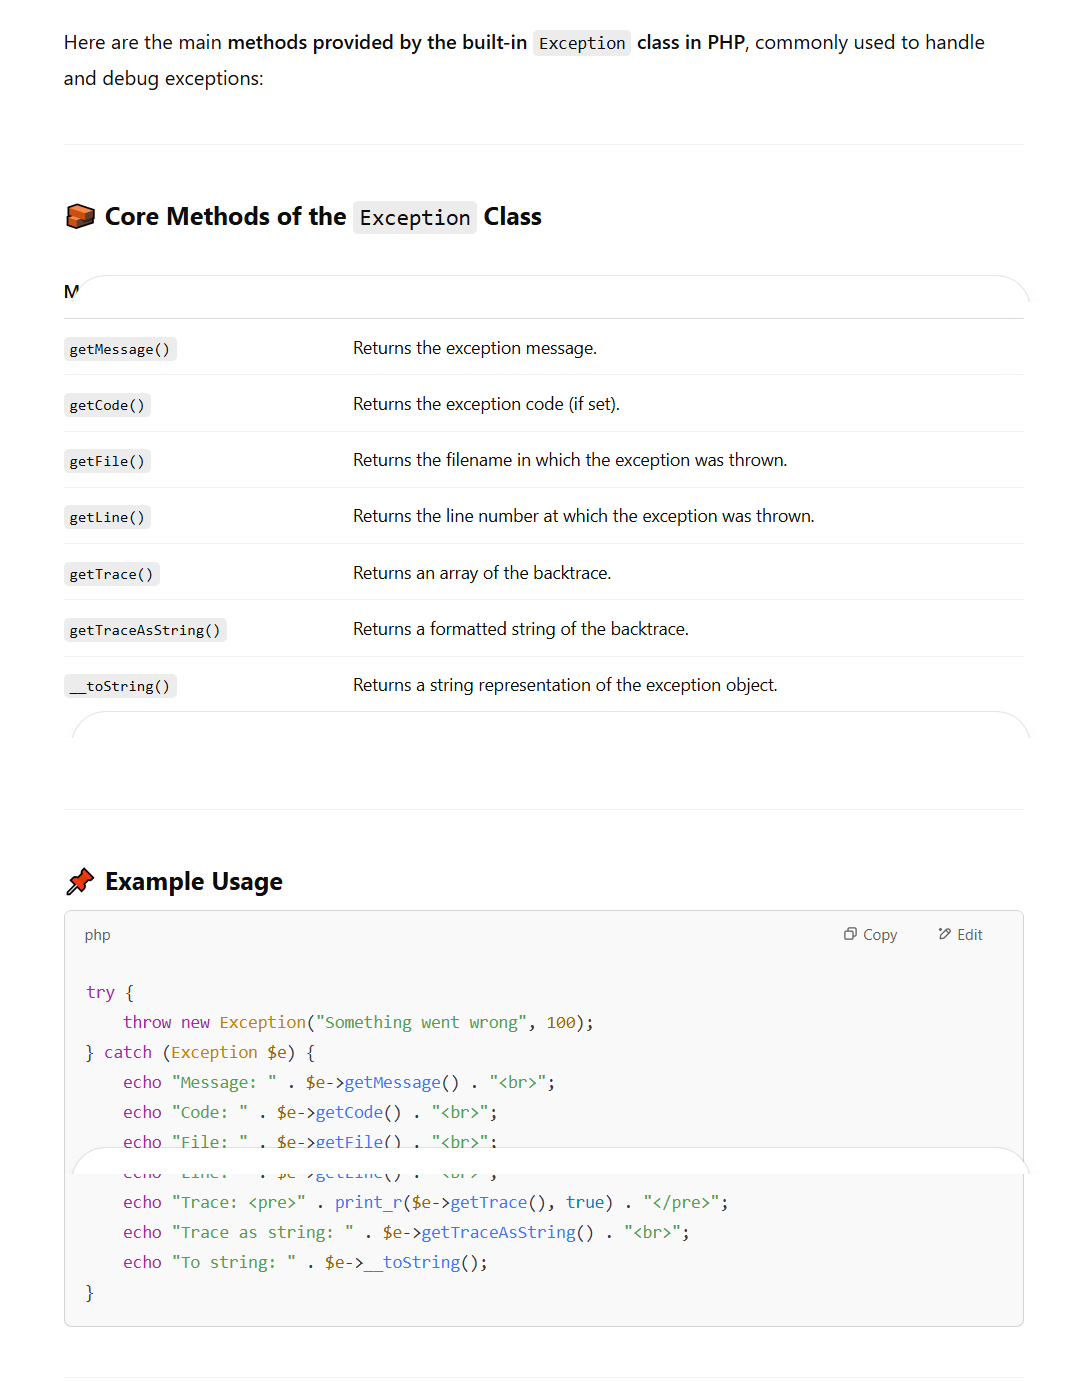 Here are the main methods provided by the built-in Exception class in PHP, commonly used to handle
and debug exceptions:
Core Methods of the Exception Class
getMessage() Returns the exception message.
getCode() Returns the exception code (if set).
getFile() Returns the filename in which the exception was thrown.
getLine() Returns the line number at which the exception was thrown.
getTrace() Returns an array of the backtrace.
getTraceAsString() Returns a formatted string of the backtrace.
__toString() Returns a string representation of the exception object.
Example Usage
php Copy Edit
try {
    throw new Exception("Something went wrong", 100);
} catch (Exception $e) {
    echo "Message: " . $e->getMessage() . "<br>";
    echo "Code: " . $e->getCode() . "<br>";
    echo "File: " . $e->getFile() . "<br>";
    echo "Line: " . $e->getLine() . "<br>";
    echo "Trace: <pre>" . print_r($e->getTrace(), true) . "</pre>";
    echo "Trace as string: " . $e->getTraceAsString() . "<br>";
    echo "To string: " . $e->__toString();
}